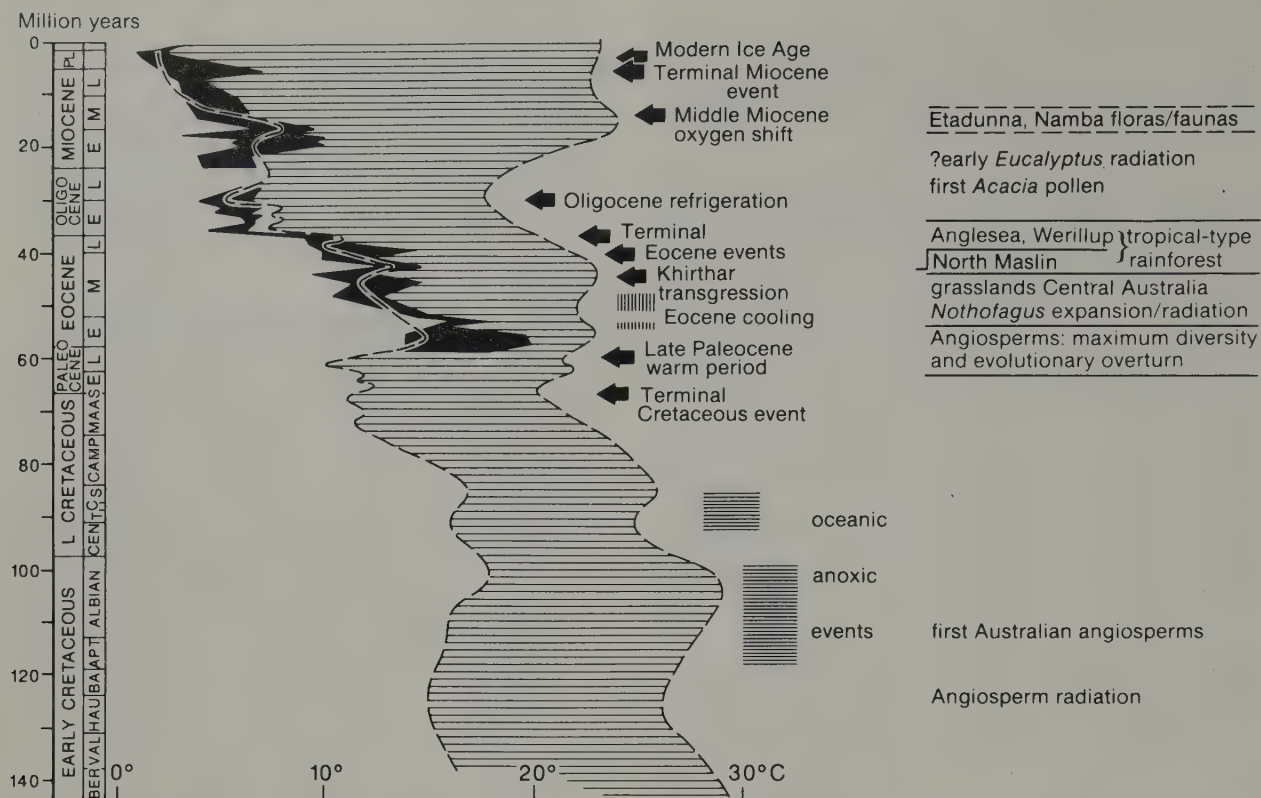 Million years
0
20
40
60
80
100
120
140
PL
MIOCENE
OLIGO
CENE
EOCENE
PALEO
CENE
L CRETACEOUS
EARLY CRETACEOUS
L
M
E
L
E
L
M
E
L
E
MAAS
CAMP
C S
T
CEN
ALBIAN
APT
BA
HAU
VAL
BER
0°
10°
20°
30°C
Modern Ice Age
Terminal Miocene
event
Middle Miocene
oxygen shift
Oligocene refrigeration
Terminal
Eocene events
Khirthar
transgression
Eocene cooling
Late Paleocene
warm period
Terminal
Cretaceous event
oceanic
anoxic
events
Etadunna, Namba floras/faunas
?early Eucalyptus radiation
first Acacia pollen
Anglesea, Werillup } tropical-type
North Maslin rainforest
grasslands Central Australia
Nothofagus expansion/radiation
Angiosperms: maximum diversity
and evolutionary overturn
first Australian angiosperms
Angiosperm radiation